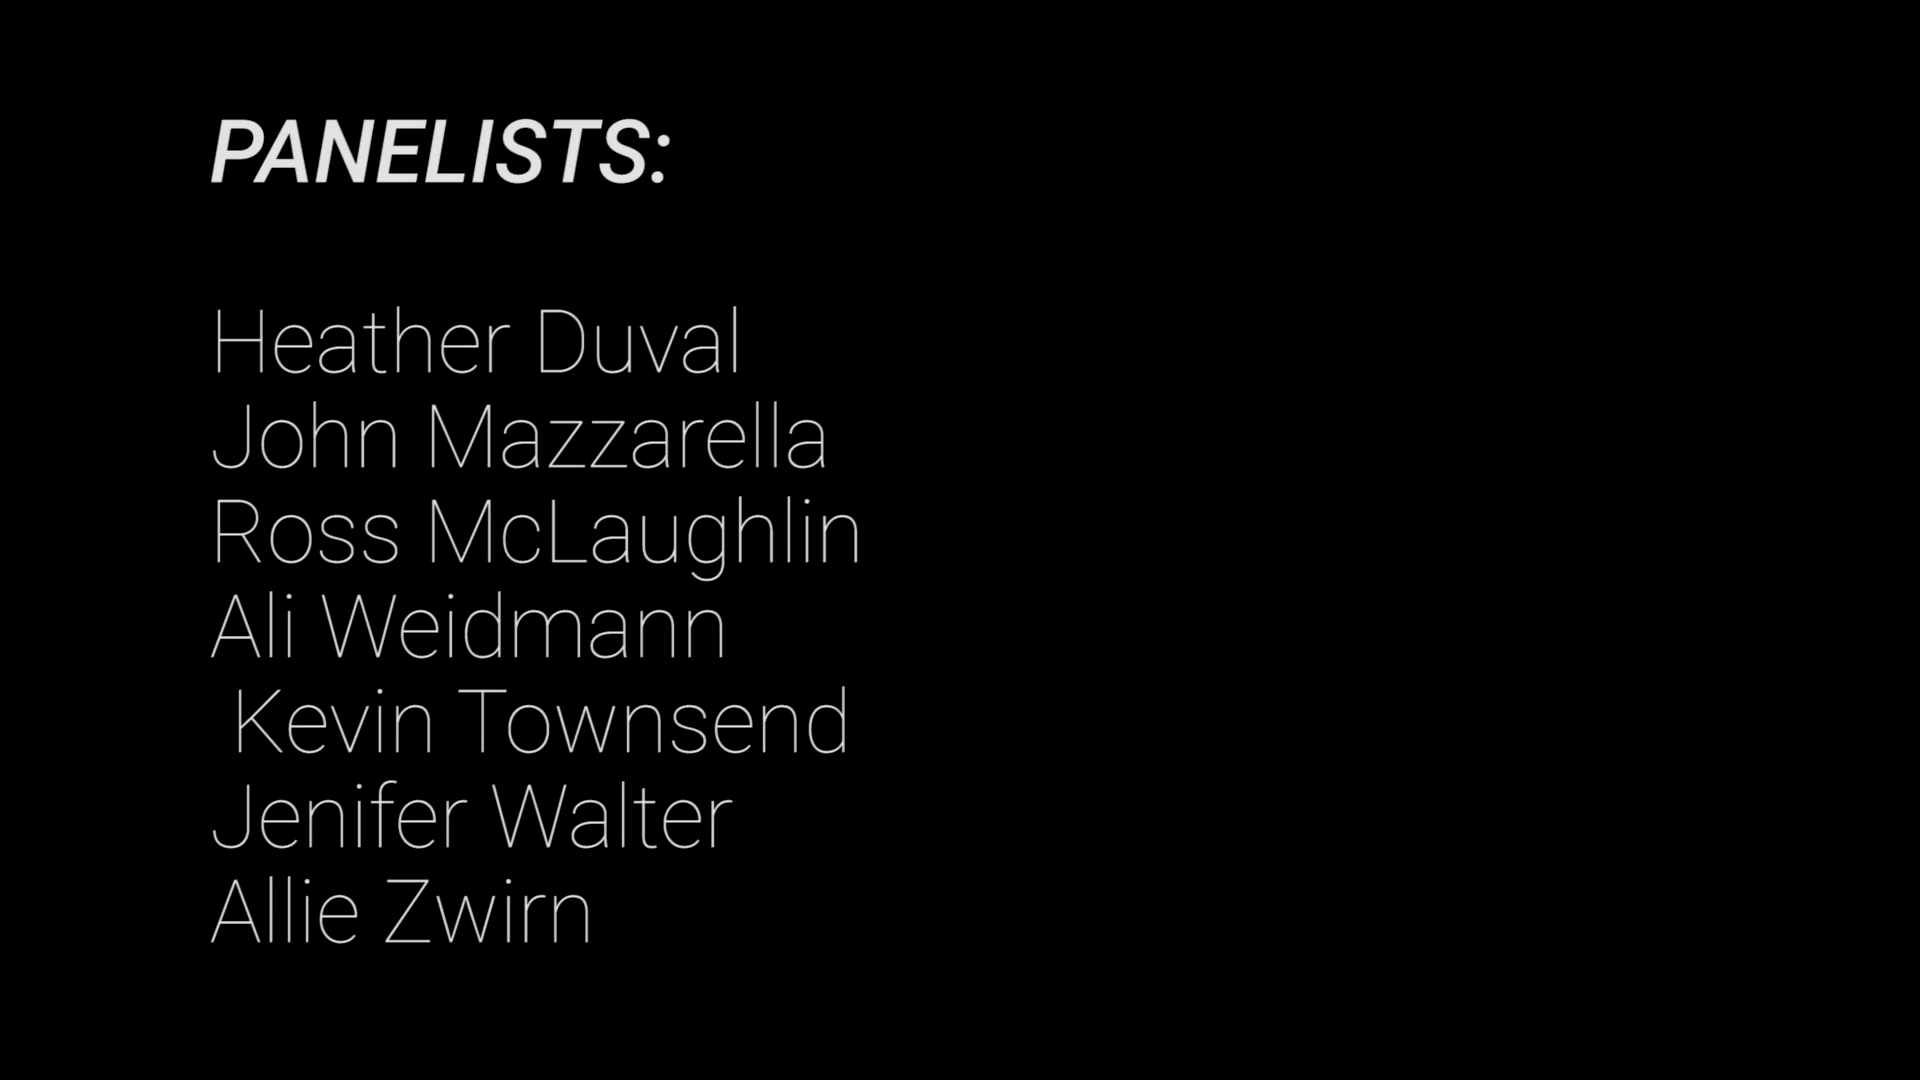 PANELISTS:
Heather Duval
John Mazzarella
Ross McLaughlin
Ali Weidmann
Kevin Townsend
Jenifer Walter
Allie Zwirn